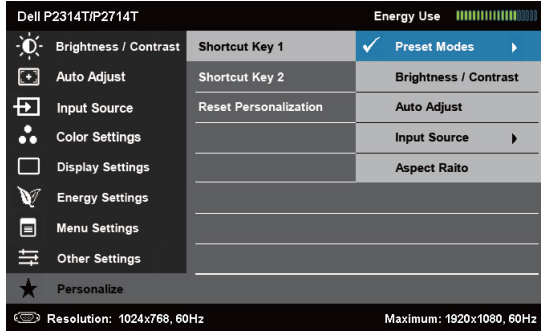 Dell P2314T/P2714T Energy Use
Brightness / Contrast Shortcut Key 1 Preset Modes
Auto Adjust Shortcut Key 2 Brightness / Contrast
Input Source Reset Personalization Auto Adjust
Color Settings Input Source
Display Settings Aspect Raito
Energy Settings
Menu Settings
Other Settings
Personalize
Resolution: 1024x768, 60Hz Maximum: 1920x1080, 60Hz